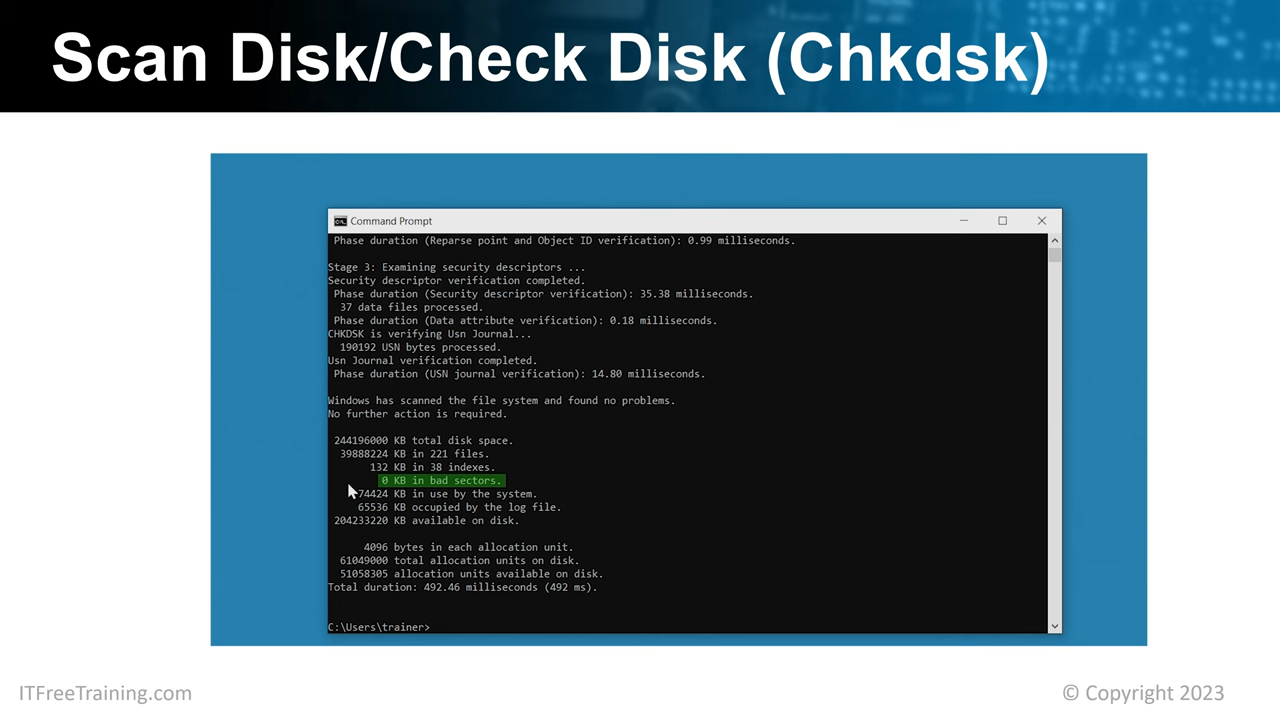 Scan Disk/Check Disk (Chkdsk)
Command Prompt
Phase duration (Reparse point and Object ID verification): 0.99 milliseconds.
Stage 3: Examining security descriptors ...
Security descriptor verification completed.
Phase duration (Security descriptor verification): 35.38 milliseconds.
37 data files processed.
Phase duration (Data attribute verification): 0.18 milliseconds.
CHKDSK is verifying Usn Journal...
190192 USN bytes processed.
Usn Journal verification completed.
Phase duration (USN journal verification): 14.80 milliseconds.
Windows has scanned the file system and found no problems.
No further action is required.
244196000 KB total disk space.
39888224 KB in 221 files.
132 KB in 38 indexes.
0 KB in bad sectors.
74424 KB in use by the system.
65536 KB occupied by the log file.
204233220 KB available on disk.
4096 bytes in each allocation unit.
61049000 total allocation units on disk.
51058305 allocation units available on disk.
Total duration: 492.46 milliseconds (492 ms).
C:\Users\trainer>
ITFreeTraining.com
© Copyright 2023